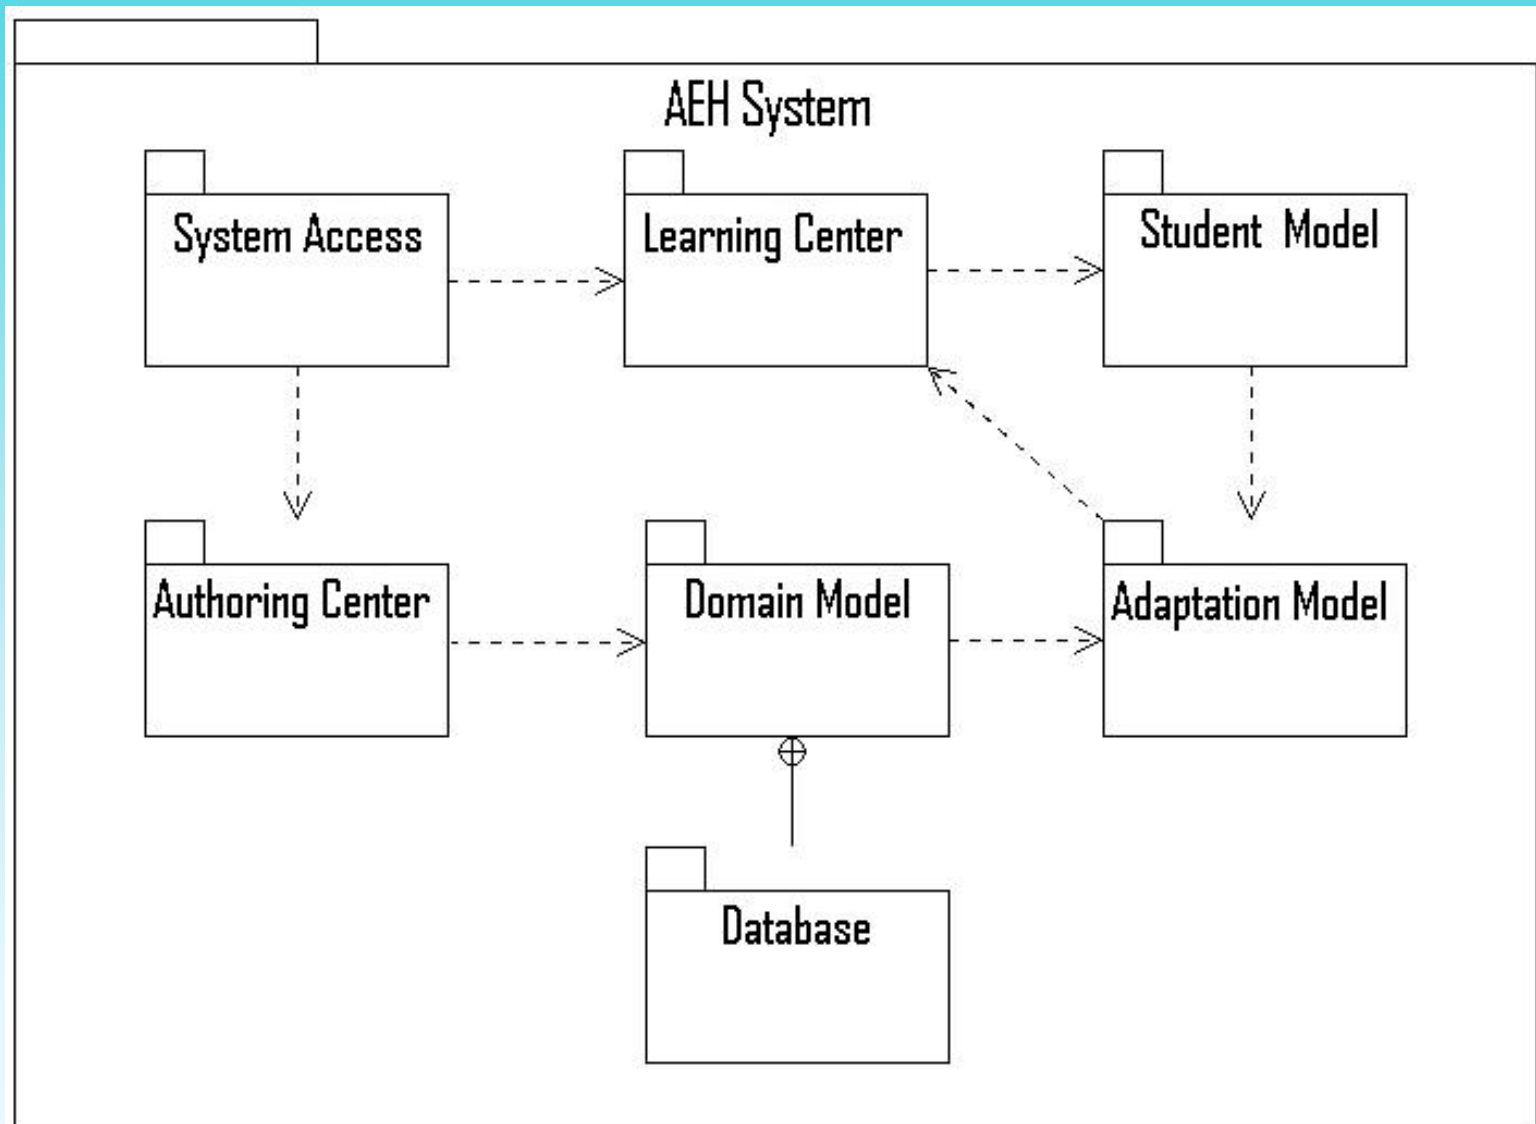 AEH System
System Access
Learning Center
Student Model
Authoring Center
Domain Model
Adaptation Model
Database